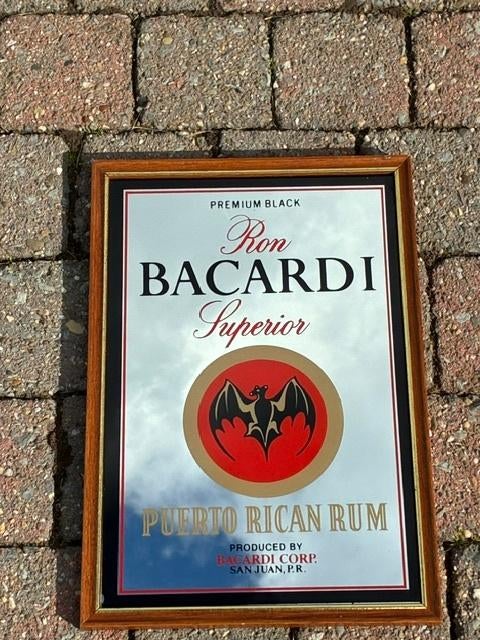 PREMIUM BLACK
Ron
BACARDI
Superior
PUERTO RICAN RUM
PRODUCED BY
BACARDI CORP.
SAN JUAN, P.R.